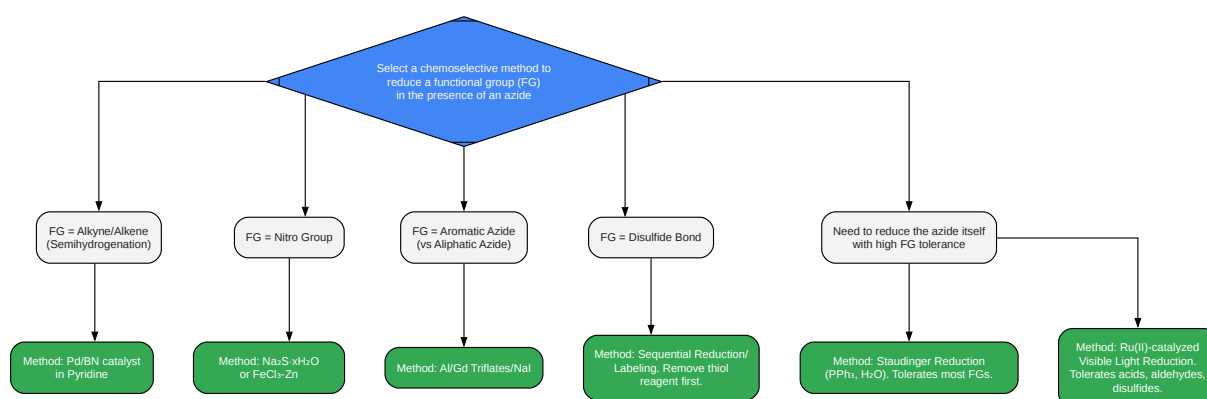 Select a chemoselective method to
reduce a functional group (FG)
in the presence of an azide
FG = Alkyne/Alkene
(Semihydrogenation)
FG = Nitro Group
FG = Aromatic Azide
(vs Aliphatic Azide)
FG = Disulfide Bond
Need to reduce the azide itself
with high FG tolerance
Method: Pd/BN catalyst
in Pyridine
Method: Na₂S·xH₂O
or FeCl₃-Zn
Method: Al/Gd Triflates/NaI
Method: Sequential Reduction/
Labeling. Remove thiol
reagent first.
Method: Staudinger Reduction
(PPh₃, H₂O). Tolerates most FGs.
Method: Ru(II)-catalyzed
Visible Light Reduction.
Tolerates acids, aldehydes,
disulfides.